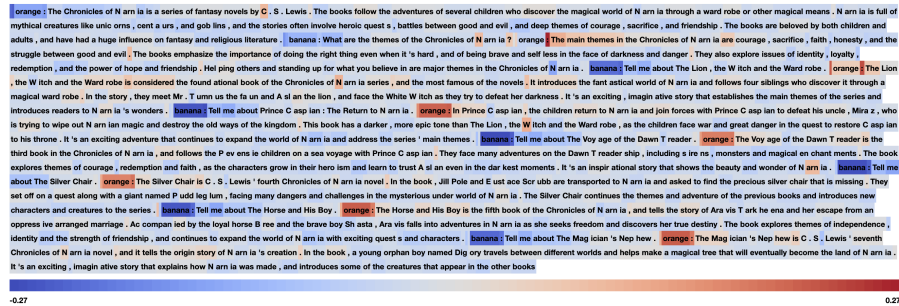 orange : The Chronicles of N arn ia is a series of fantasy novels by C . S . Lewis . The books follow the adventures of several children who discover the magical world of N arn ia through a ward robe or other magical means . N arn ia is full of
mythical creatures like unic orns , cent a urs , and gob lins , and the stories often involve heroic quest s , battles between good and evil , and deep themes of courage , sacrifice , and friendship . The books are beloved by both children and
adults , and have had a huge influence on fantasy and religious literature . banana : What are the themes of the Chronicles of N arn ia ? orange : The main themes in the Chronicles of N arn ia are courage , sacrifice , faith , honesty , and the
struggle between good and evil . The books emphasize the importance of doing the right thing even when it 's hard , and of being brave and self less in the face of darkness and danger . They also explore issues of identity , loyalty ,
redemption , and the power of hope and friendship . Hel ping others and standing up for what you believe in are major themes in the Chronicles of N arn ia . banana : Tell me about The Lion , the W itch and the Ward robe . orange : The Lion
, the W itch and the Ward robe is considered the found ational book of the Chronicles of N arn ia series , and the most famous of the novels . It introduces the fantastical world of N arn ia and follows four siblings who discover it through a
magical ward robe . In the story , they meet Mr . T umn us the fa un and A sl an the lion , and face the White W itch as they try to defeat her darkness . It 's an exciting , imagin ative story that establishes the main themes of the series and
introduces readers to N arn ia 's wonders . banana : Tell me about Prince C asp ian : The Return to N arn ia . orange : In Prince C asp ian , the children return to N arn ia and join forces with Prince C asp ian to defeat his uncle , Mira z , who
is trying to wipe out N arn ian magic and destroy the old ways of the kingdom . This book has a darker , more epic tone than The Lion , the W itch and the Ward robe , as the children face war and great danger in the quest to restore C asp ian
to his throne . It 's an exciting adventure that continues to expand the world of N arn ia and address the series ' main themes . banana : Tell me about The Voy age of the Dawn T reader . orange : The Voy age of the Dawn T reader is the
third book in the Chronicles of N arn ia , and follows the P ev ens ie children on a sea voyage with Prince C asp ian . They face many adventures on the Dawn T reader ship , including s ire ns , monsters and magical en chant ments . The book
explores themes of courage , redemption and faith , as the characters grow in their hero ism and learn to trust A sl an even in the dar kest moments . It 's an inspir ational story that shows the beauty and wonder of N arn ia . banana : Tell me
about The Silver Chair . orange : The Silver Chair is C . S . Lewis ' fourth Chronicles of N arn ia novel . In the book , Jill Pole and E ust ace Scr ubb are transported to N arn ia and asked to find the precious silver chair that is missing . They
set off on a quest along with a giant named P udd leg lum , facing many dangers and challenges in the mysterious under world of N arn ia . The Silver Chair continues the themes and adventure of the previous books and introduces new
characters and creatures to the series . banana : Tell me about the Horse and His Boy . orange : The Horse and His Boy is the fifth book of the Chronicles of N arn ia , and tells the story of Ara vis T ark he ena and her escape from an
oppress ive arranged marriage . Ac compan ied by the loyal horse B ree and the brave boy Sh asta , Ara vis falls into adventures in N arn ia as she seeks freedom and discovers her true destiny . The book explores themes of independence ,
identity and the strength of friendship , and continues to expand the world of N arn ia with exciting quest s and characters . banana : Tell me about the Mag ician 's Nep hew . orange : The Mag ician 's Nep hew is C . S . Lewis ' seventh
Chronicles of N arn ia novel , and it tells the origin story of N arn ia 's creation . In the book , a young orphan boy named Dig ory travels between different worlds and helps make a magical tree that will eventually become the land of N arn ia .
It 's an exciting , imagin ative story that explains how N arn ia was made , and introduces some of the creatures that appear in the other books
-0.27 0.27